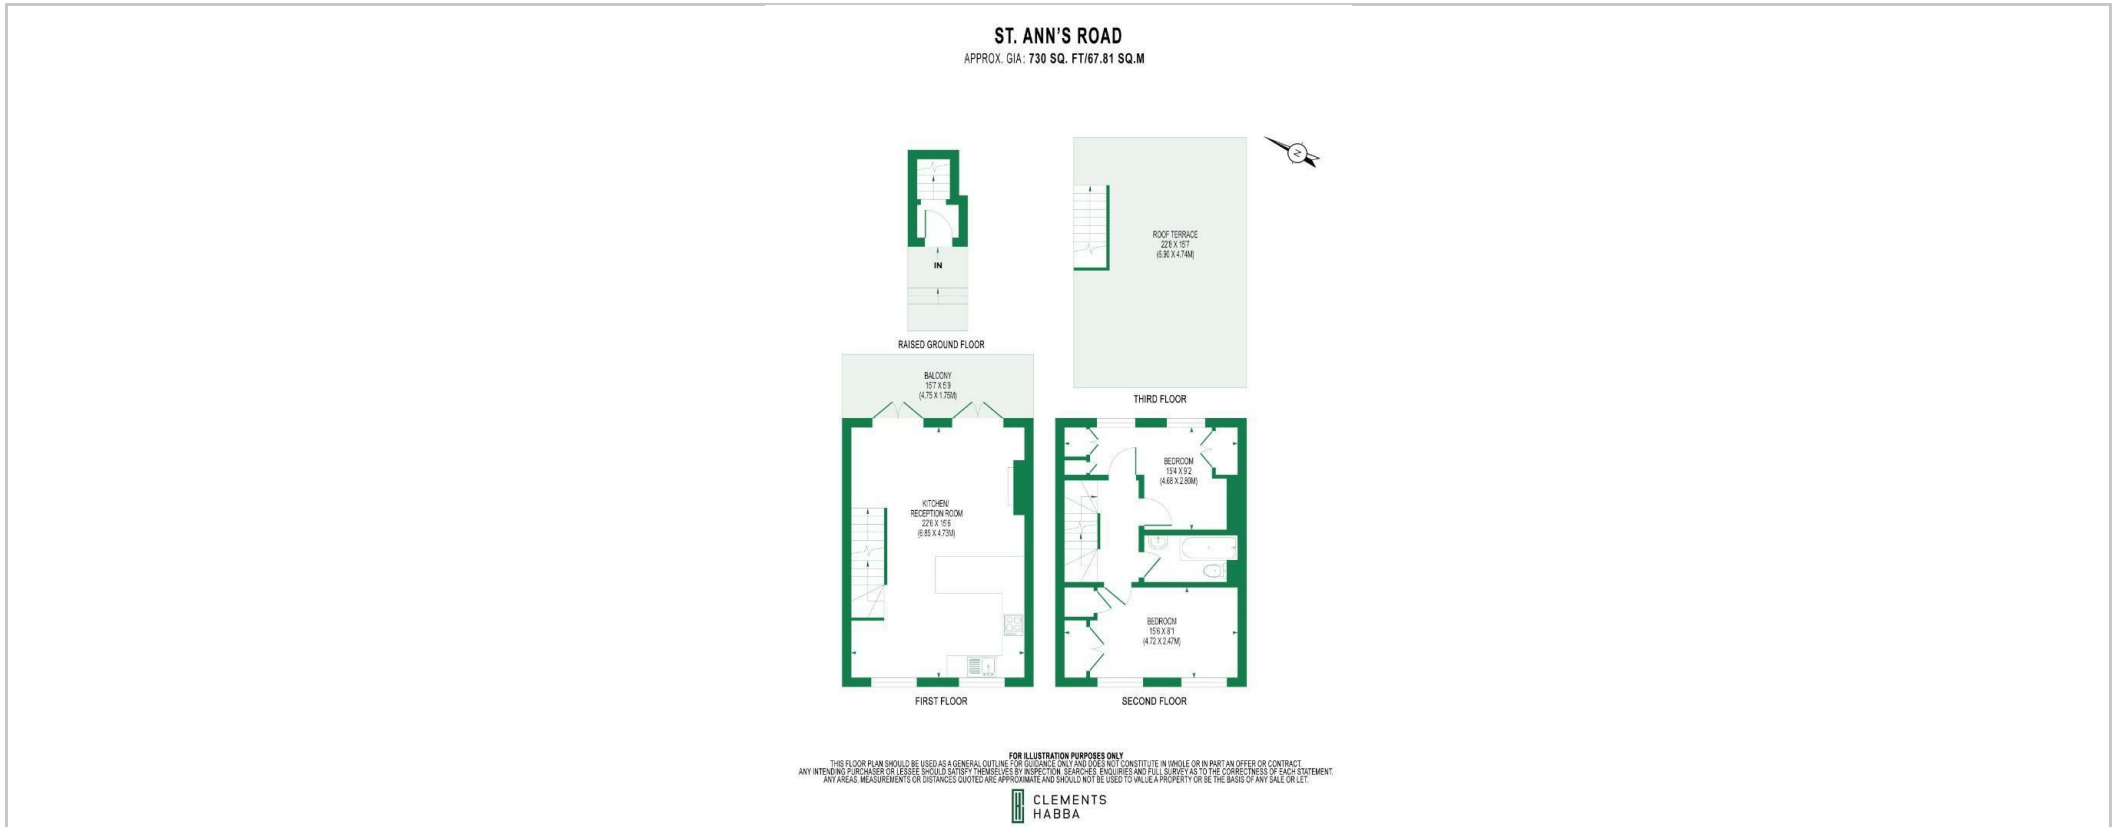 ST. ANN'S ROAD
APPROX. GIA: 730 SQ. FT/67.81 SQ.M
N
IN
RAISED GROUND FLOOR
ROOF TERRACE
22'8 X 15'7
(6.90 X 4.74M)
THIRD FLOOR
BALCONY
15'7 X 5'9
(4.75 X 1.75M)
KITCHEN/
RECEPTION ROOM
22'6 X 15'6
(6.85 X 4.73M)
FIRST FLOOR
BEDROOM
15'4 X 9'2
(4.68 X 2.80M)
BEDROOM
15'6 X 8'1
(4.72 X 2.47M)
SECOND FLOOR
FOR ILLUSTRATION PURPOSES ONLY
THIS FLOOR PLAN SHOULD BE USED AS A GENERAL OUTLINE FOR GUIDANCE ONLY AND DOES NOT CONSTITUTE IN WHOLE OR IN PART AN OFFER OR CONTRACT.
ANY INTENDING PURCHASER OR LESSEE SHOULD SATISFY THEMSELVES BY INSPECTION, SEARCHES, ENQUIRIES AND FULL SURVEY AS TO THE CORRECTNESS OF EACH STATEMENT.
ANY AREAS, MEASUREMENTS OR DISTANCES QUOTED ARE APPROXIMATE AND SHOULD NOT BE USED TO VALUE A PROPERTY OR BE THE BASIS OF ANY SALE OR LET.
CLEMENTS
HABBA